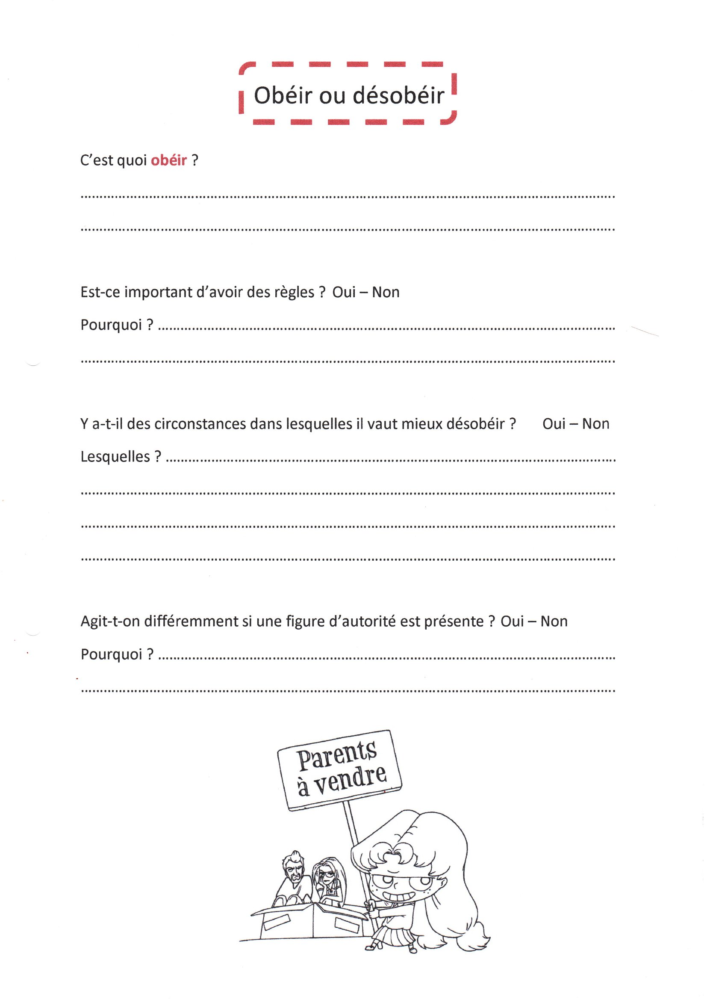 Obéir ou désobéir
C'est quoi obéir ?
................................................................................
................................................................................
Est-ce important d'avoir des règles ? Oui – Non
Pourquoi ? ................................................................................
................................................................................
Y a-t-il des circonstances dans lesquelles il vaut mieux désobéir ? Oui – Non
Lesquelles ? ................................................................................
................................................................................
................................................................................
................................................................................
Agit-t-on différemment si une figure d'autorité est présente ? Oui – Non
Pourquoi ? ................................................................................
................................................................................
Parents
à vendre